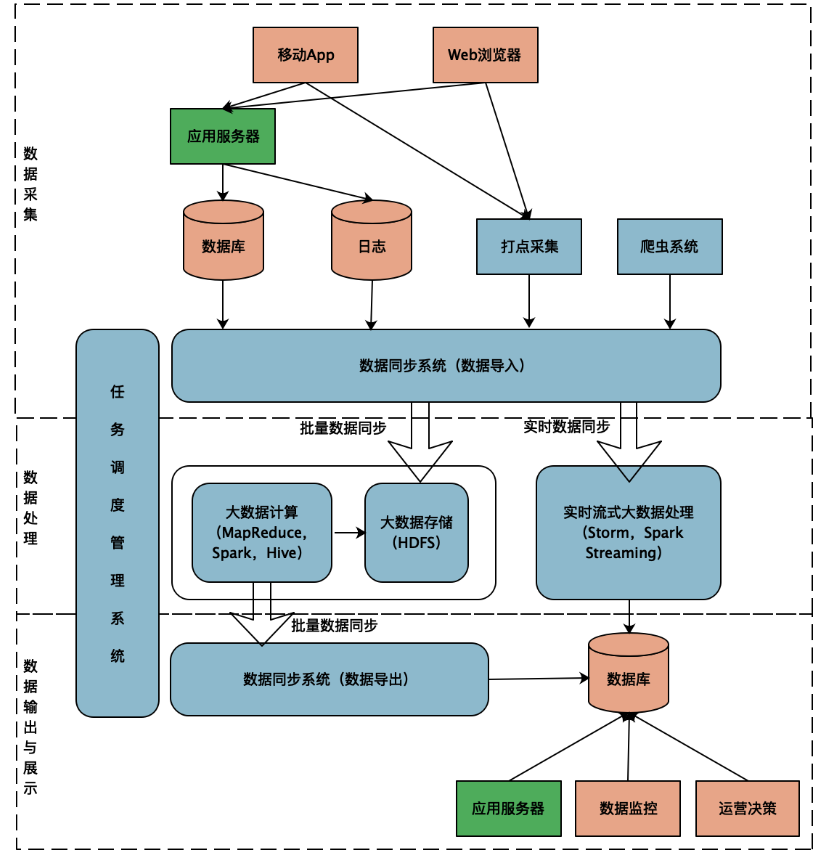 移动App
Web浏览器
应用服务器
数据采集
数据库
日志
打点采集
爬虫系统
数据同步系统（数据导入）
任务调度管理系统
批量数据同步
实时数据同步
数据处理
大数据计算
（MapReduce，
Spark，Hive）
大数据存储
（HDFS）
实时流式大数据处理
（Storm，Spark
Streaming）
批量数据同步
数据输出与展示
数据同步系统（数据导出）
数据库
应用服务器
数据监控
运营决策